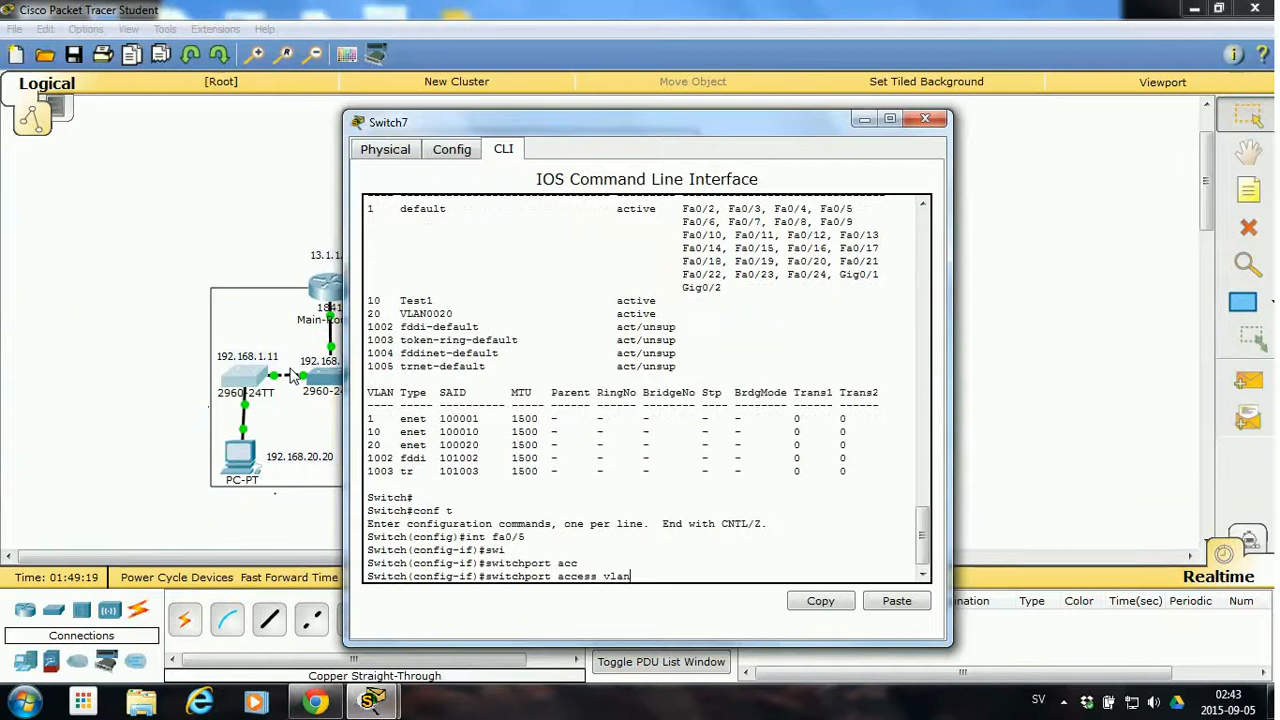 Cisco Packet Tracer Student
File Edit Options View Tools Extensions Help
Logical [Root] New Cluster Move Object Set Tiled Background Viewport
Switch7
Physical Config CLI
IOS Command Line Interface
1 default active Fa0/2, Fa0/3, Fa0/4, Fa0/5
Fa0/6, Fa0/7, Fa0/8, Fa0/9
Fa0/10, Fa0/11, Fa0/12, Fa0/13
Fa0/14, Fa0/15, Fa0/16, Fa0/17
Fa0/18, Fa0/19, Fa0/20, Fa0/21
Fa0/22, Fa0/23, Fa0/24, Gig0/1
Gig0/2
10 Test1 active
20 VLAN0020 active
1002 fddi-default act/unsup
1003 token-ring-default act/unsup
1004 fddinet-default act/unsup
1005 trnet-default act/unsup
VLAN Type SAID MTU Parent RingNo BridgeNo Stp BrdgMode Trans1 Trans2
---- ----- ---------- ----- ------ ------ -------- ---- -------- ------ ------
1 enet 100001 1500 - - - - - 0 0
10 enet 100010 1500 - - - - - 0 0
20 enet 100020 1500 - - - - - 0 0
1002 fddi 101002 1500 - - - - - 0 0
1003 tr 101003 1500 - - - - - 0 0
Switch#
Switch#conf t
Enter configuration commands, one per line. End with CNTL/Z.
Switch(config)#int fa0/5
Switch(config-if)#swi
Switch(config-if)#switchport acc
Switch(config-if)#switchport access vlan
Copy Paste
13.1.1.
1841
Main-Ro
192.168.1.11
192.168.
2960-24TT
2960-24
192.168.20.20
PC-PT
Time: 01:49:19 Power Cycle Devices Fast Forward Time
Realtime
Connections
Copper Straight-Through
Toggle PDU List Window
ination Type Color Time(sec) Periodic Num
SV
02:43
2015-09-05